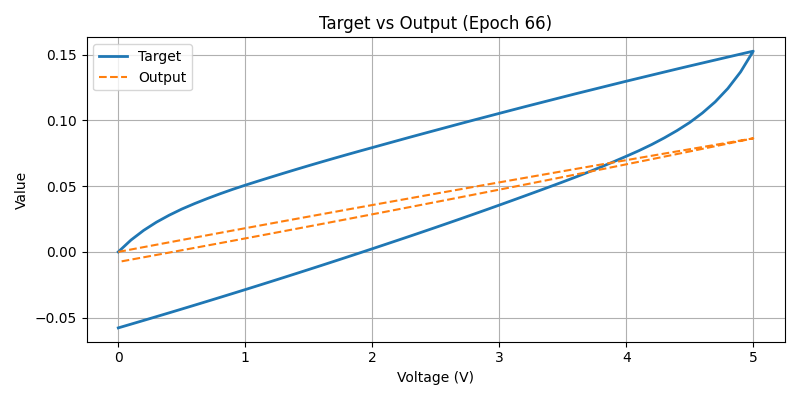 Target vs Output (Epoch 66)
Target
Output
0.15
0.10
0.05
0.00
−0.05
Value
0 1 2 3 4 5
Voltage (V)